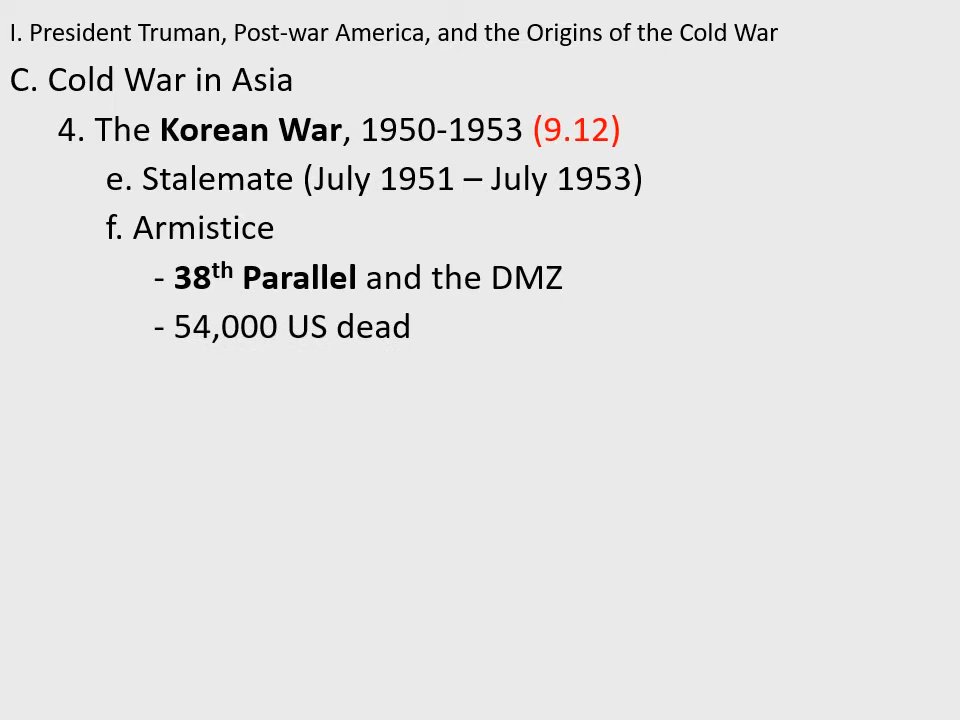 I. President Truman, Post-war America, and the Origins of the Cold War
C. Cold War in Asia
4. The Korean War, 1950-1953 (9.12)
e. Stalemate (July 1951 – July 1953)
f. Armistice
- 38th Parallel and the DMZ
- 54,000 US dead